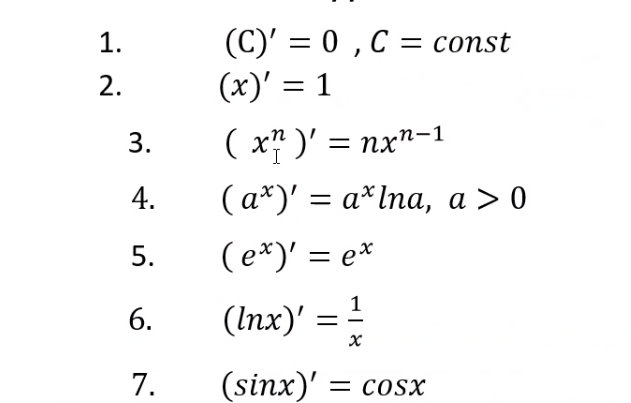 1. (C)′ = 0 , C = const
2. (x)′ = 1
3. ( xⁿ )′ = nxⁿ⁻¹
4. ( aˣ)′ = aˣlna, a > 0
5. ( eˣ)′ = eˣ
6. (lnx)′ = 1/x
7. (sinx)′ = cosx